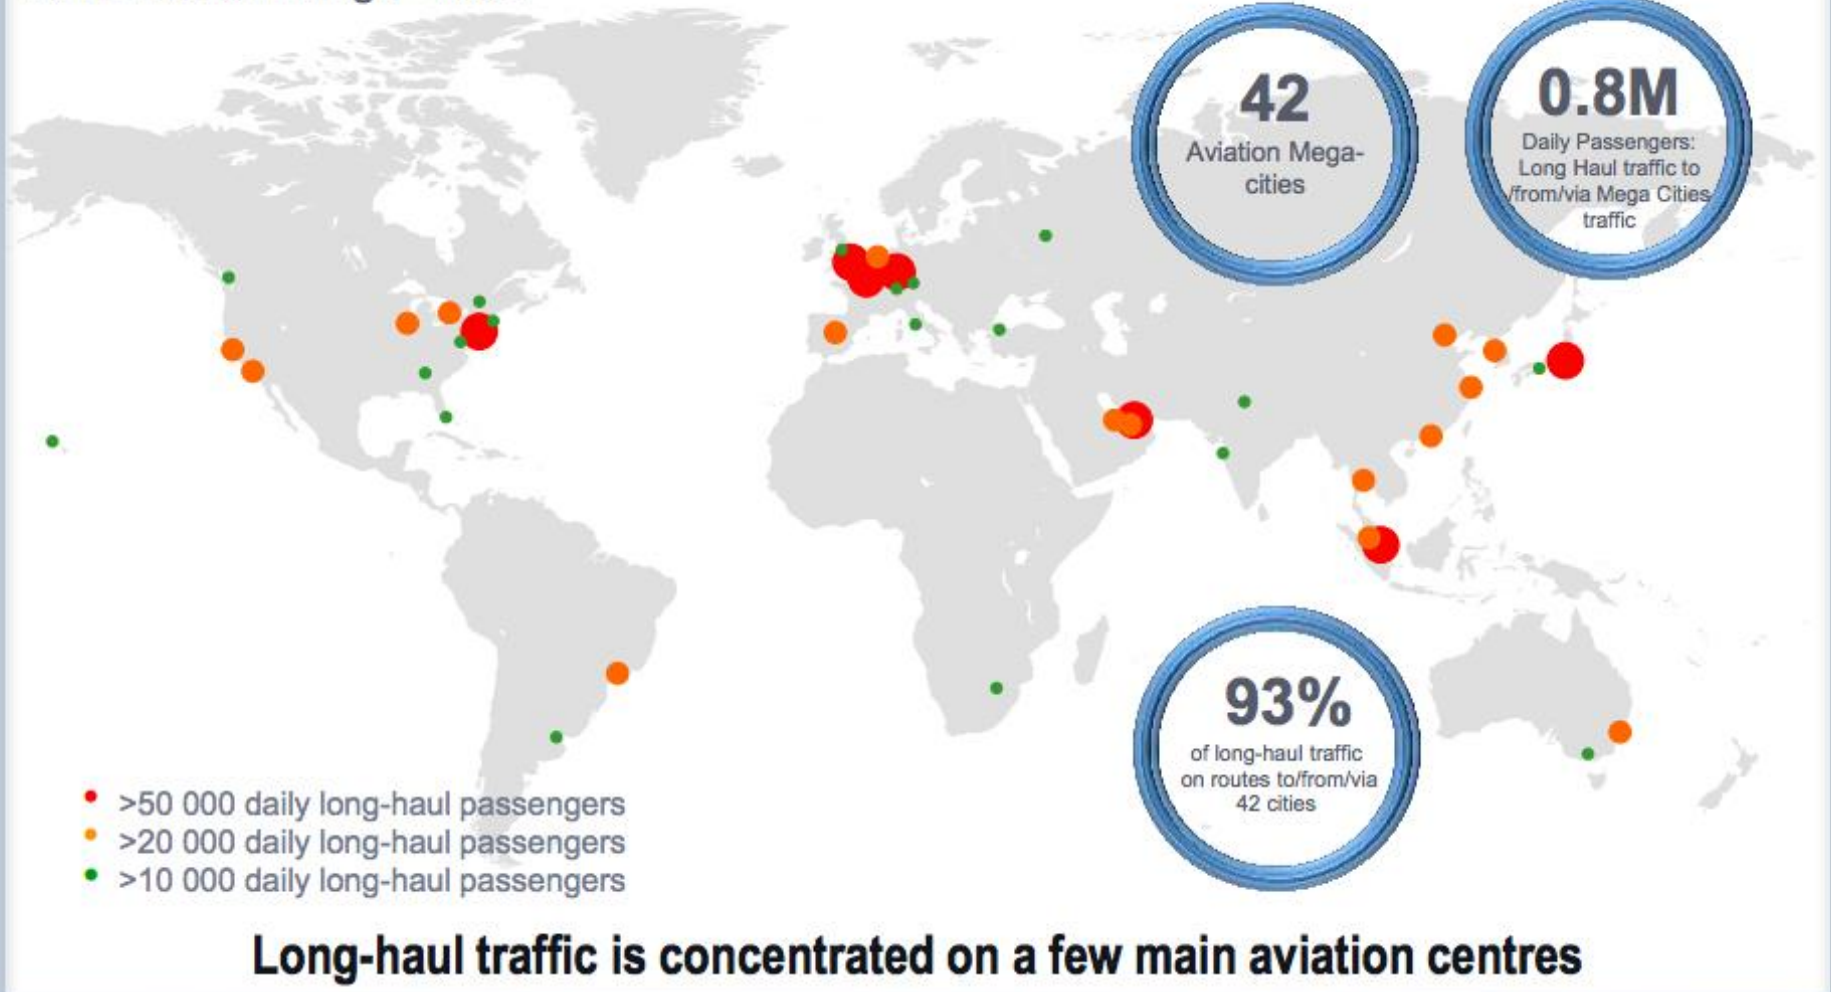 42
Aviation Mega-
cities
0.8M
Daily Passengers:
Long Haul traffic to
/from/via Mega Cities
traffic
93%
of long-haul traffic
on routes to/from/via
42 cities
>50 000 daily long-haul passengers
>20 000 daily long-haul passengers
>10 000 daily long-haul passengers
Long-haul traffic is concentrated on a few main aviation centres